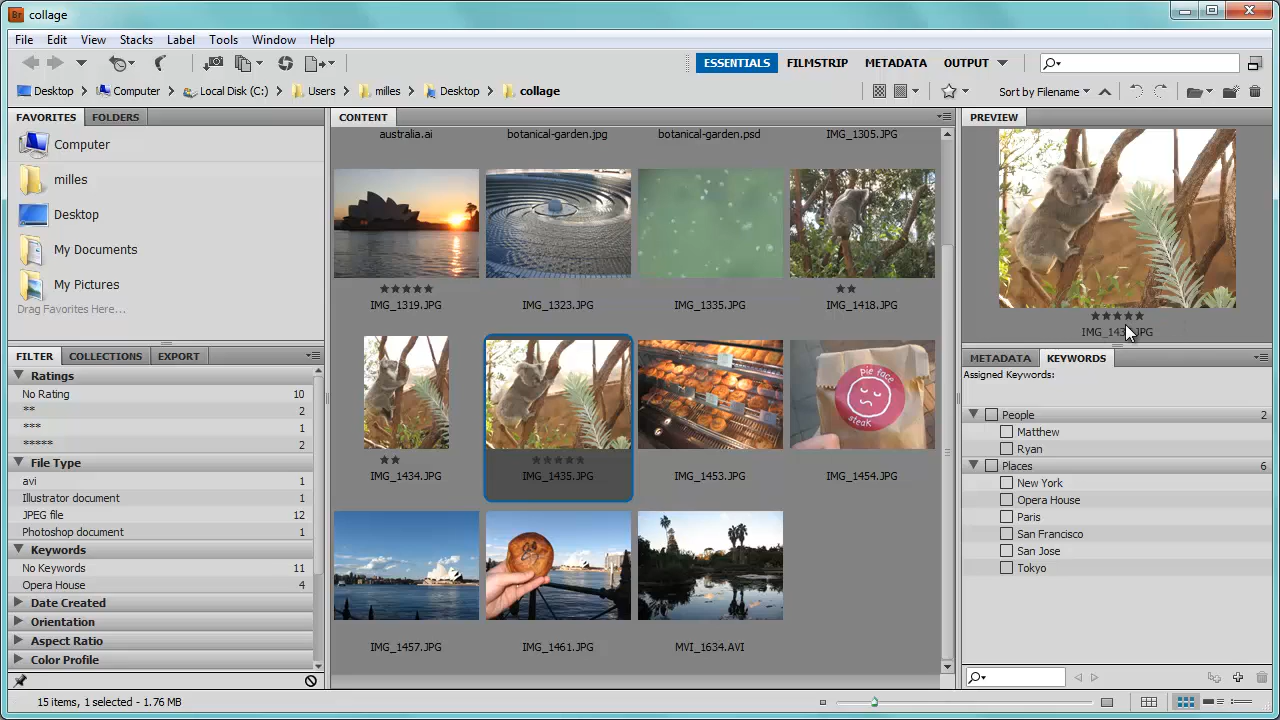 Br collage
File Edit View Stacks Label Tools Window Help
ESSENTIALS FILMSTRIP METADATA OUTPUT
Desktop Computer Local Disk (C:) Users milles Desktop collage
Sort by Filename
FAVORITES FOLDERS
Computer
milles
Desktop
My Documents
My Pictures
Drag Favorites Here...
FILTER COLLECTIONS EXPORT
Ratings
No Rating 10
** 2
*** 1
***** 2
File Type
avi 1
Illustrator document 1
JPEG file 12
Photoshop document 1
Keywords
No Keywords 11
Opera House 4
Date Created
Orientation
Aspect Ratio
Color Profile
CONTENT
australia.ai botanical-garden.jpg botanical-garden.psd IMG_1305.JPG
IMG_1319.JPG IMG_1323.JPG IMG_1335.JPG IMG_1418.JPG
pie face
steak
IMG_1434.JPG IMG_1435.JPG IMG_1453.JPG IMG_1454.JPG
IMG_1457.JPG IMG_1461.JPG MVI_1634.AVI
PREVIEW
METADATA KEYWORDS
Assigned Keywords:
People 2
Matthew
Ryan
Places 6
New York
Opera House
Paris
San Francisco
San Jose
Tokyo
15 items, 1 selected - 1.76 MB